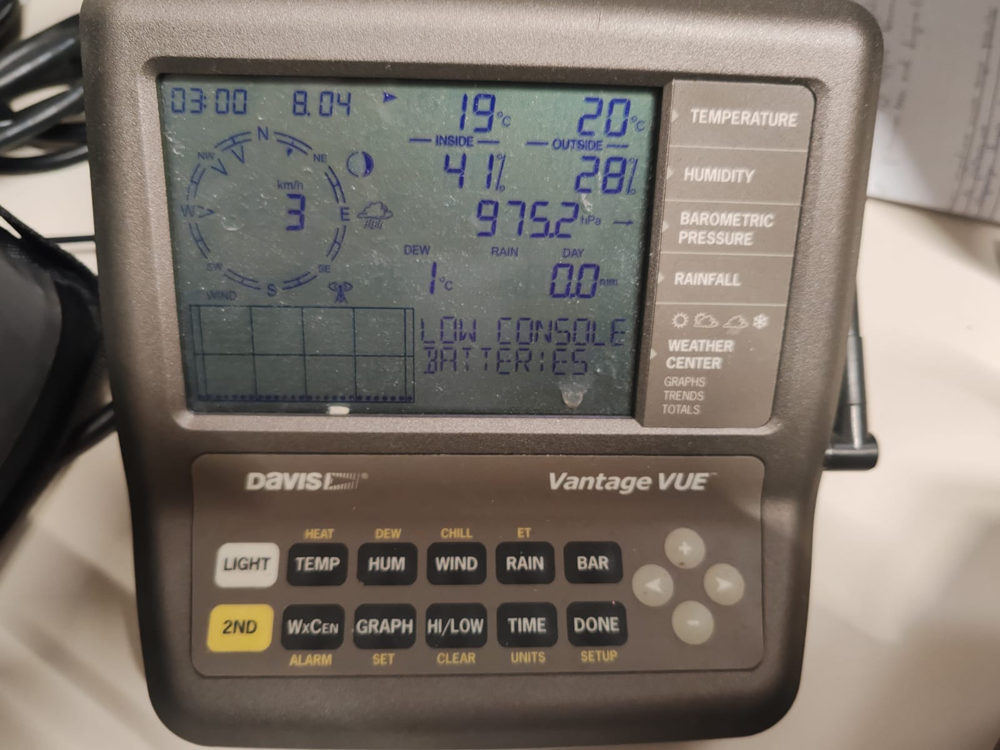 03:00 8.04 19°C 20°C
INSIDE OUTSIDE
41% 28%
N
NW NE
km/h
3
W E
SW SE
S
WIND
975.2 hPa
DEW RAIN DAY
1°C 0.0 mm
LOW CONSOLE
BATTERIES
TEMPERATURE
HUMIDITY
BAROMETRIC
PRESSURE
RAINFALL
WEATHER
CENTER
GRAPHS
TRENDS
TOTALS
DAVIS® Vantage VUE™
HEAT DEW CHILL ET
LIGHT TEMP HUM WIND RAIN BAR
+
2ND WxCEN GRAPH HI/LOW TIME DONE
-
ALARM SET CLEAR UNITS SETUP